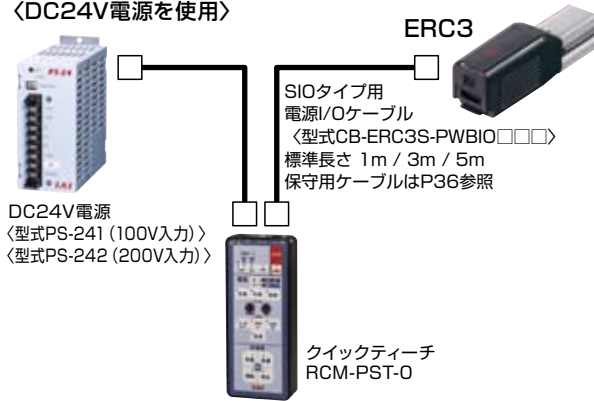 〈DC24V電源を使用〉
ERC3
PS-24
SIOタイプ用
電源I/Oケーブル
〈型式CB-ERC3S-PWBIO□□□〉
標準長さ 1m / 3m / 5m
保守用ケーブルはP36参照
DC24V電源
〈型式PS-241（100V入力）〉
〈型式PS-242（200V入力）〉
クイックティーチ
RCM-PST-0